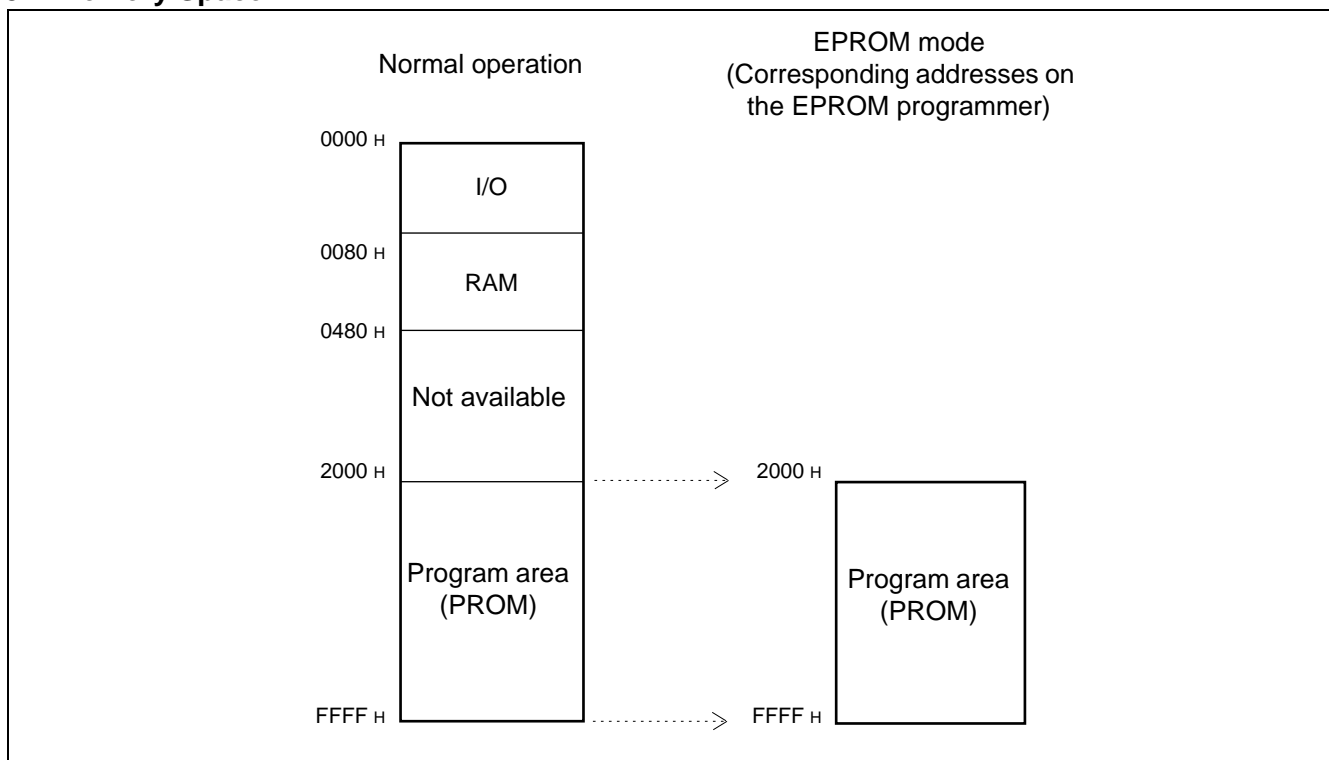 Normal operation
EPROM mode
(Corresponding addresses on
the EPROM programmer)
0000 H
I/O
0080 H
RAM
0480 H
Not available
2000 H
2000 H
Program area
(PROM)
Program area
(PROM)
FFFF H
FFFF H